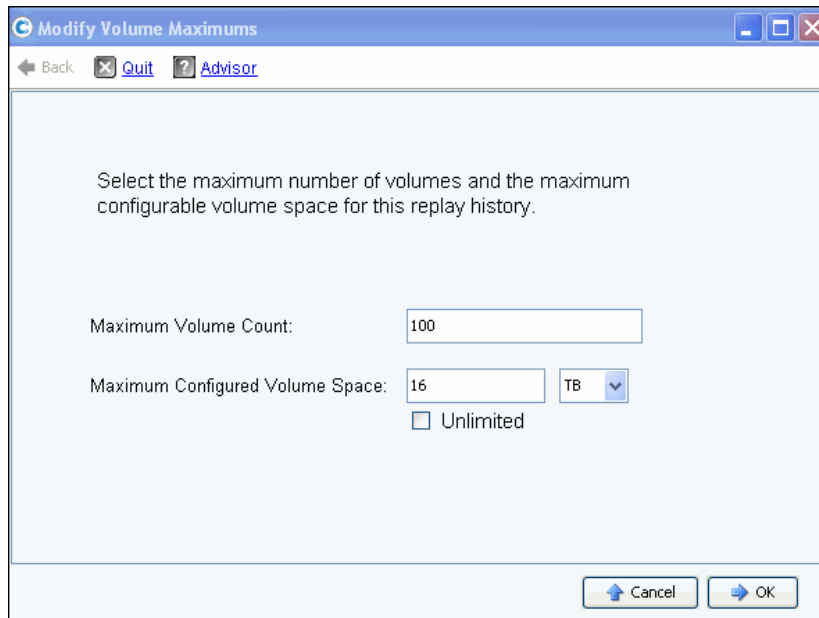 Modify Volume Maximums
Back Quit Advisor
Select the maximum number of volumes and the maximum
configurable volume space for this replay history.
Maximum Volume Count: 100
Maximum Configured Volume Space: 16 TB
Unlimited
Cancel OK